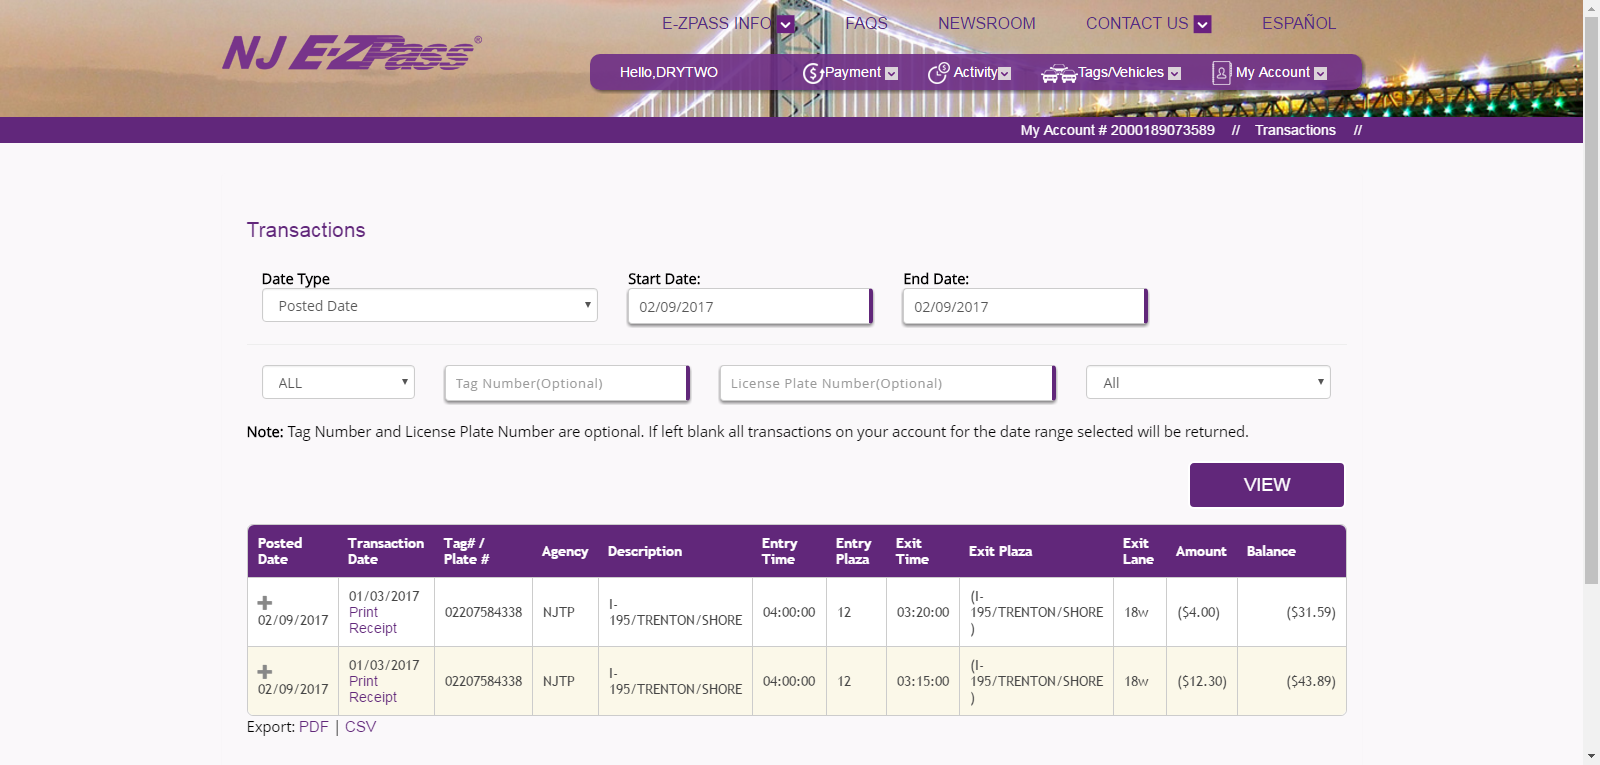 E-ZPASS INFO FAQS NEWSROOM CONTACT US ESPAÑOL
NJ E-ZPass®
Hello,DRYTWO Payment Activity Tags/Vehicles My Account
My Account # 2000189073589 // Transactions //
Transactions
Date Type Start Date: End Date:
Posted Date 02/09/2017 02/09/2017
ALL Tag Number(Optional) License Plate Number(Optional) All
Note: Tag Number and License Plate Number are optional. If left blank all transactions on your account for the date range selected will be returned.
VIEW
Posted Date Transaction Date Tag# / Plate # Agency Description Entry Time Entry Plaza Exit Time Exit Plaza Exit Lane Amount Balance
02/09/2017 01/03/2017 Print Receipt 02207584338 NJTP I-195/TRENTON/SHORE 04:00:00 12 03:20:00 (I-195/TRENTON/SHORE) 18w ($4.00) ($31.59)
02/09/2017 01/03/2017 Print Receipt 02207584338 NJTP I-195/TRENTON/SHORE 04:00:00 12 03:15:00 (I-195/TRENTON/SHORE) 18w ($12.30) ($43.89)
Export: PDF | CSV